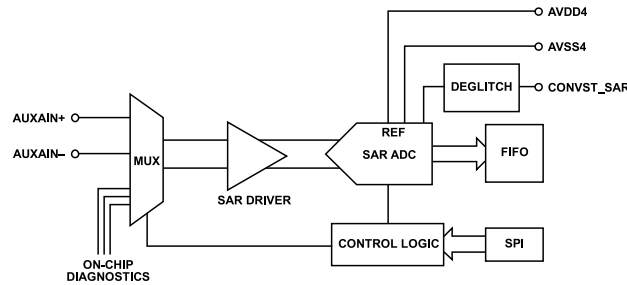 AVDD4
AVSS4
DEGLITCH
CONVST_SAR
AUXAIN+
AUXAIN–
MUX
SAR DRIVER
REF
SAR ADC
FIFO
CONTROL LOGIC
SPI
ON-CHIP
DIAGNOSTICS